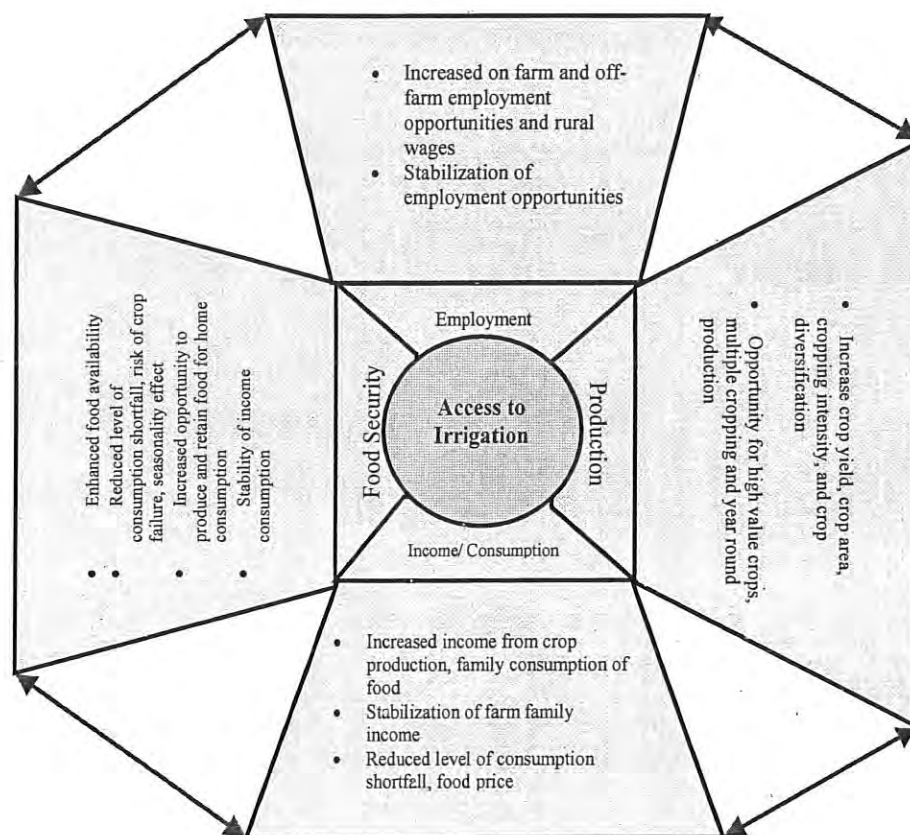 • Increased on farm and off-
farm employment
opportunities and rural
wages
• Stabilization of
employment opportunities
Employment
Food Security
Access to
Irrigation
Production
Income/ Consumption
• Enhanced food availability
• Reduced level of
consumption shortfall, risk of crop
failure, seasonality effect
• Increased opportunity to
produce and retain food for home
consumption
• Stability of income
consumption
• Increase crop yield, crop area,
cropping intensity, and crop
diversification
• Opportunity for high value crops,
multiple cropping and year round
production
• Increased income from crop
production, family consumption of
food
• Stabilization of farm family
income
• Reduced level of consumption
shortfell, food price